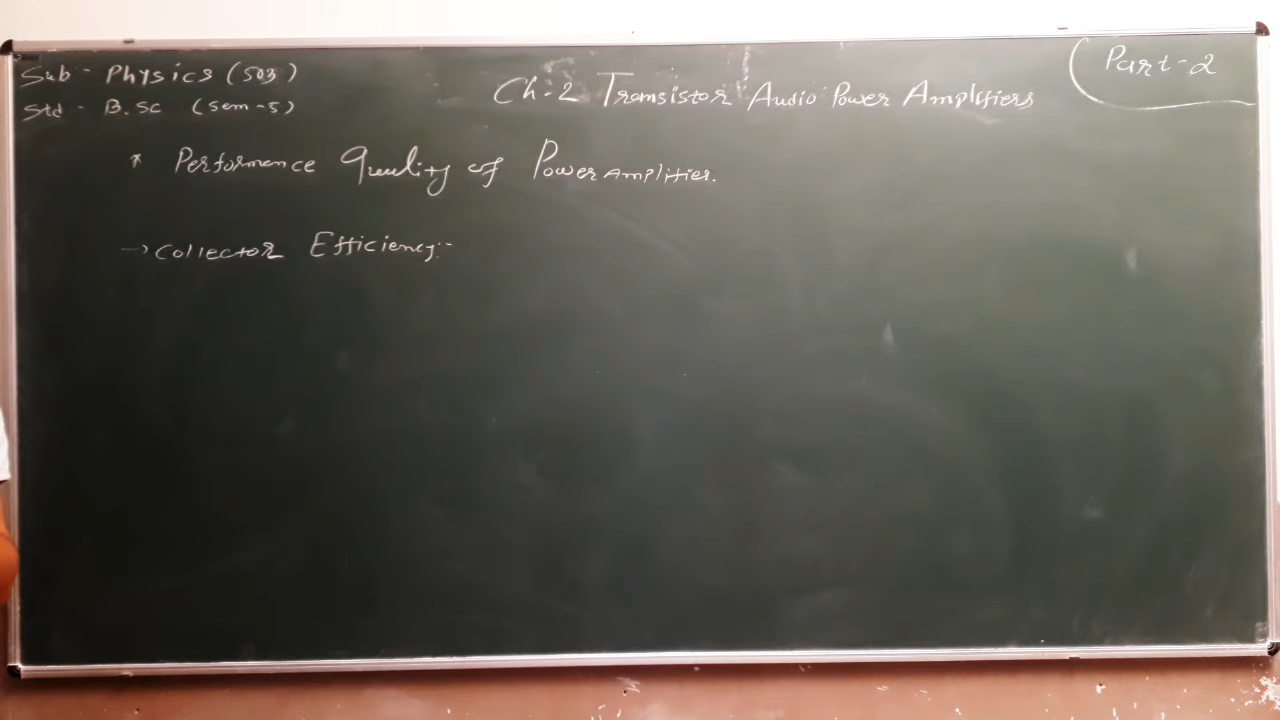 Sub - Physics (503)
Std - B.Sc (Sem-5)
Ch-2 Transistor Audio Power Amplifiers
Part-2
* Performence Quality of Power amplifier.
→ Collector Efficiency:-